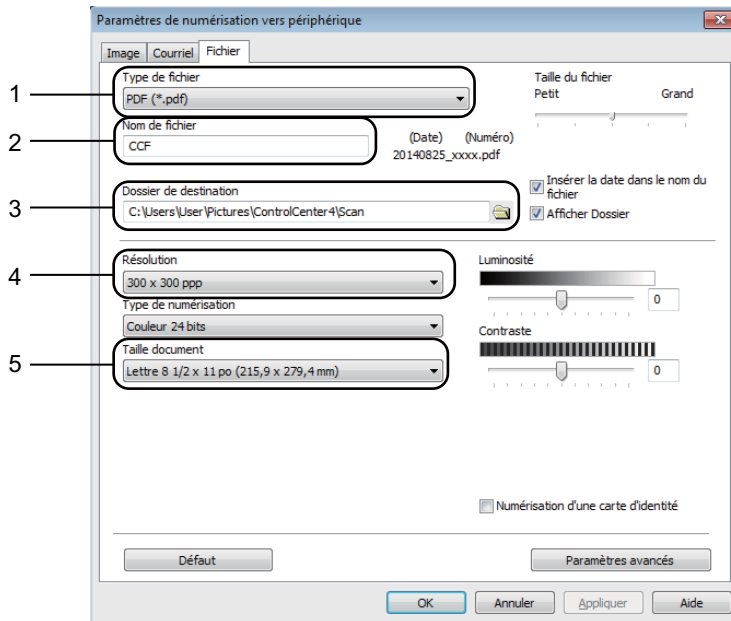 Paramètres de numérisation vers périphérique
Image Courriel Fichier
1
Type de fichier
PDF (*.pdf)
Taille du fichier
Petit Grand
2
Nom de fichier
CCF
(Date) (Numéro)
20140825_xxxx.pdf
3
Dossier de destination
C:\Users\User\Pictures\ControlCenter4\Scan
Insérer la date dans le nom du
fichier
Afficher Dossier
4
Résolution
300 x 300 ppp
Type de numérisation
Couleur 24 bits
5
Taille document
Lettre 8 1/2 x 11 po (215,9 x 279,4 mm)
Luminosité
0
Contraste
0
Numérisation d'une carte d'identité
Défaut Paramètres avancés
OK Annuler Appliquer Aide